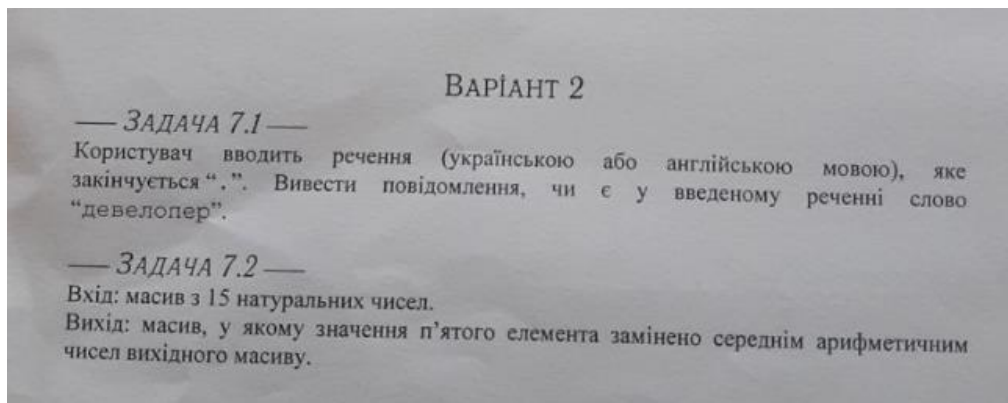 ВАРІАНТ 2
— ЗАДАЧА 7.1 —
Користувач вводить речення (українською або англійською мовою), яке
закінчується “.”. Вивести повідомлення, чи є у введеному реченні слово
“девелопер”.
— ЗАДАЧА 7.2 —
Вхід: масив з 15 натуральних чисел.
Вихід: масив, у якому значення п’ятого елемента замінено середнім арифметичним
чисел вихідного масиву.